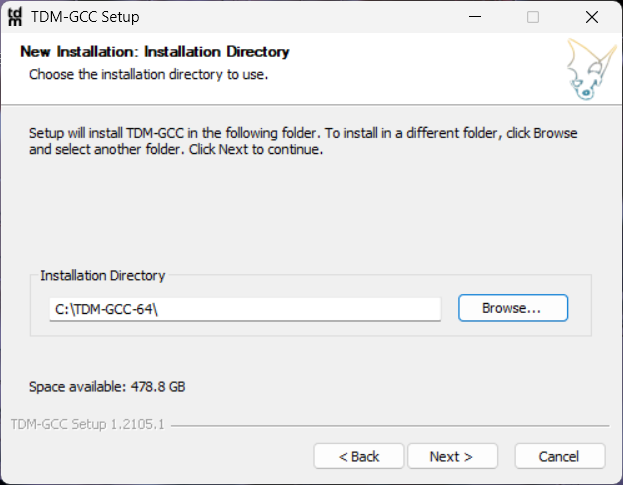 tdm TDM-GCC Setup
New Installation: Installation Directory
Choose the installation directory to use.
Setup will install TDM-GCC in the following folder. To install in a different folder, click Browse
and select another folder. Click Next to continue.
Installation Directory
C:\TDM-GCC-64\
Browse...
Space available: 478.8 GB
TDM-GCC Setup 1.2105.1
< Back
Next >
Cancel